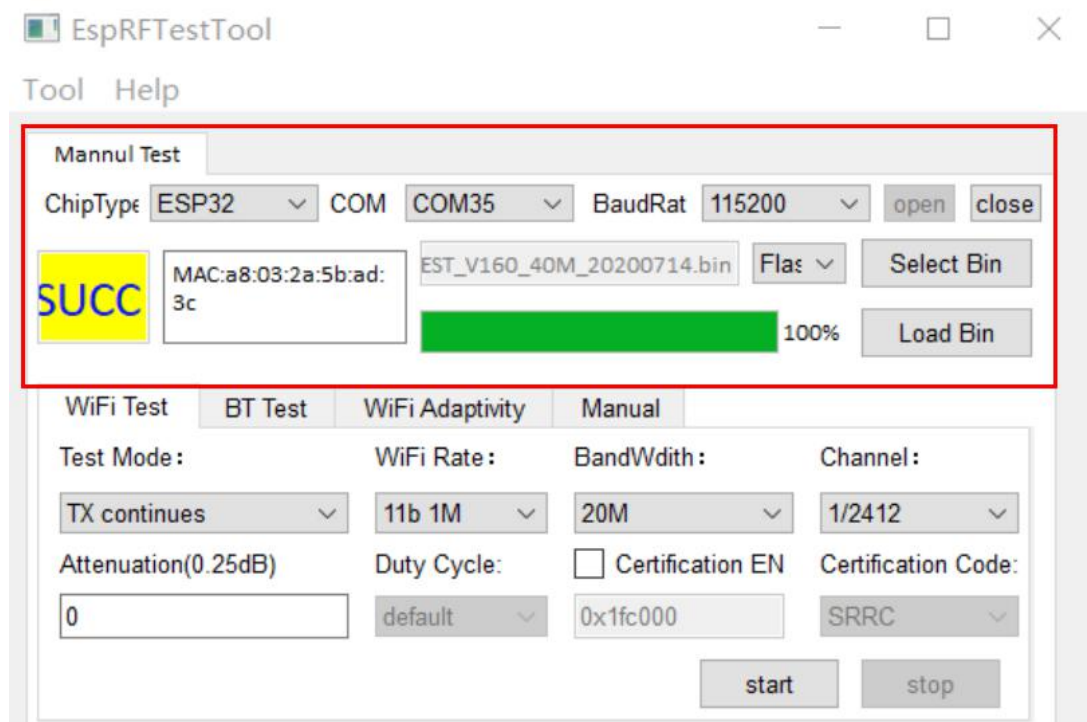 EspRFTestTool
Tool Help
Mannul Test
ChipType ESP32 COM COM35 BaudRat 115200 open close
SUCC
MAC:a8:03:2a:5b:ad:
3c
EST_V160_40M_20200714.bin Flas Select Bin
100% Load Bin
WiFi Test BT Test WiFi Adaptivity Manual
Test Mode: WiFi Rate: BandWdith: Channel:
TX continues 11b 1M 20M 1/2412
Attenuation(0.25dB) Duty Cycle: Certification EN Certification Code:
0 default 0x1fc000 SRRC
start stop